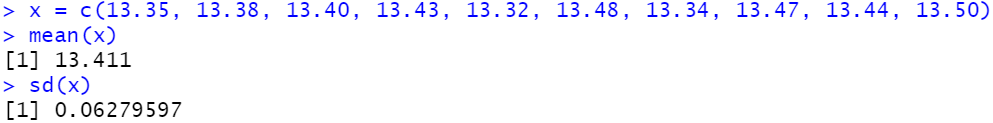 > x = c(13.35, 13.38, 13.40, 13.43, 13.32, 13.48, 13.34, 13.47, 13.44, 13.50)
> mean(x)
[1] 13.411
> sd(x)
[1] 0.06279597